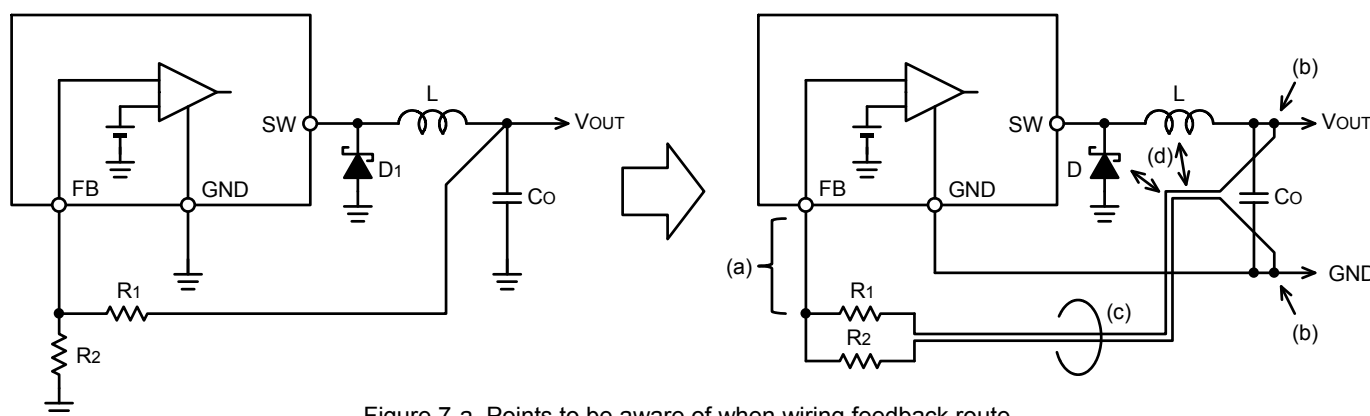 L
SW
VOUT
D1
FB
GND
CO
R1
R2
(b)
L
SW
VOUT
(d)
D
FB
GND
CO
(a)
GND
R1
(c)
R2
(b)
Figure 7-a. Points to be aware of when wiring feedback route